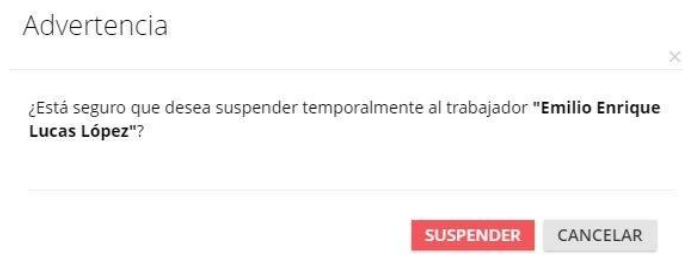 Advertencia
¿Está seguro que desea suspender temporalmente al trabajador "Emilio Enrique
Lucas López"?
SUSPENDER CANCELAR